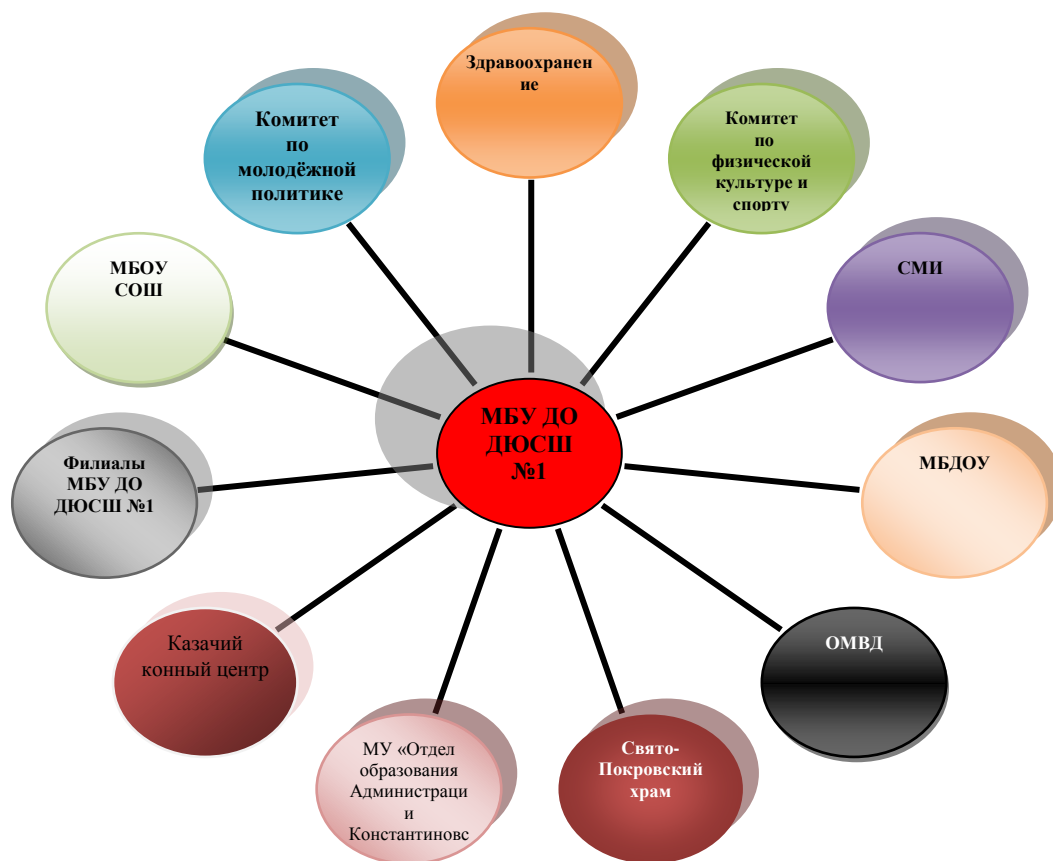 Здравоохранен
ие
Комитет
по
молодёжной
политике
Комитет
по
физической
культуре и
спорту
МБОУ
СОШ
СМИ
МБУ ДО
ДЮСШ
№1
Филиалы
МБУ ДО
ДЮСШ №1
МБДОУ
Казачий
конный центр
ОМВД
МУ «Отдел
образования
Администраци
и
Константиновс
Свято-
Покровский
храм